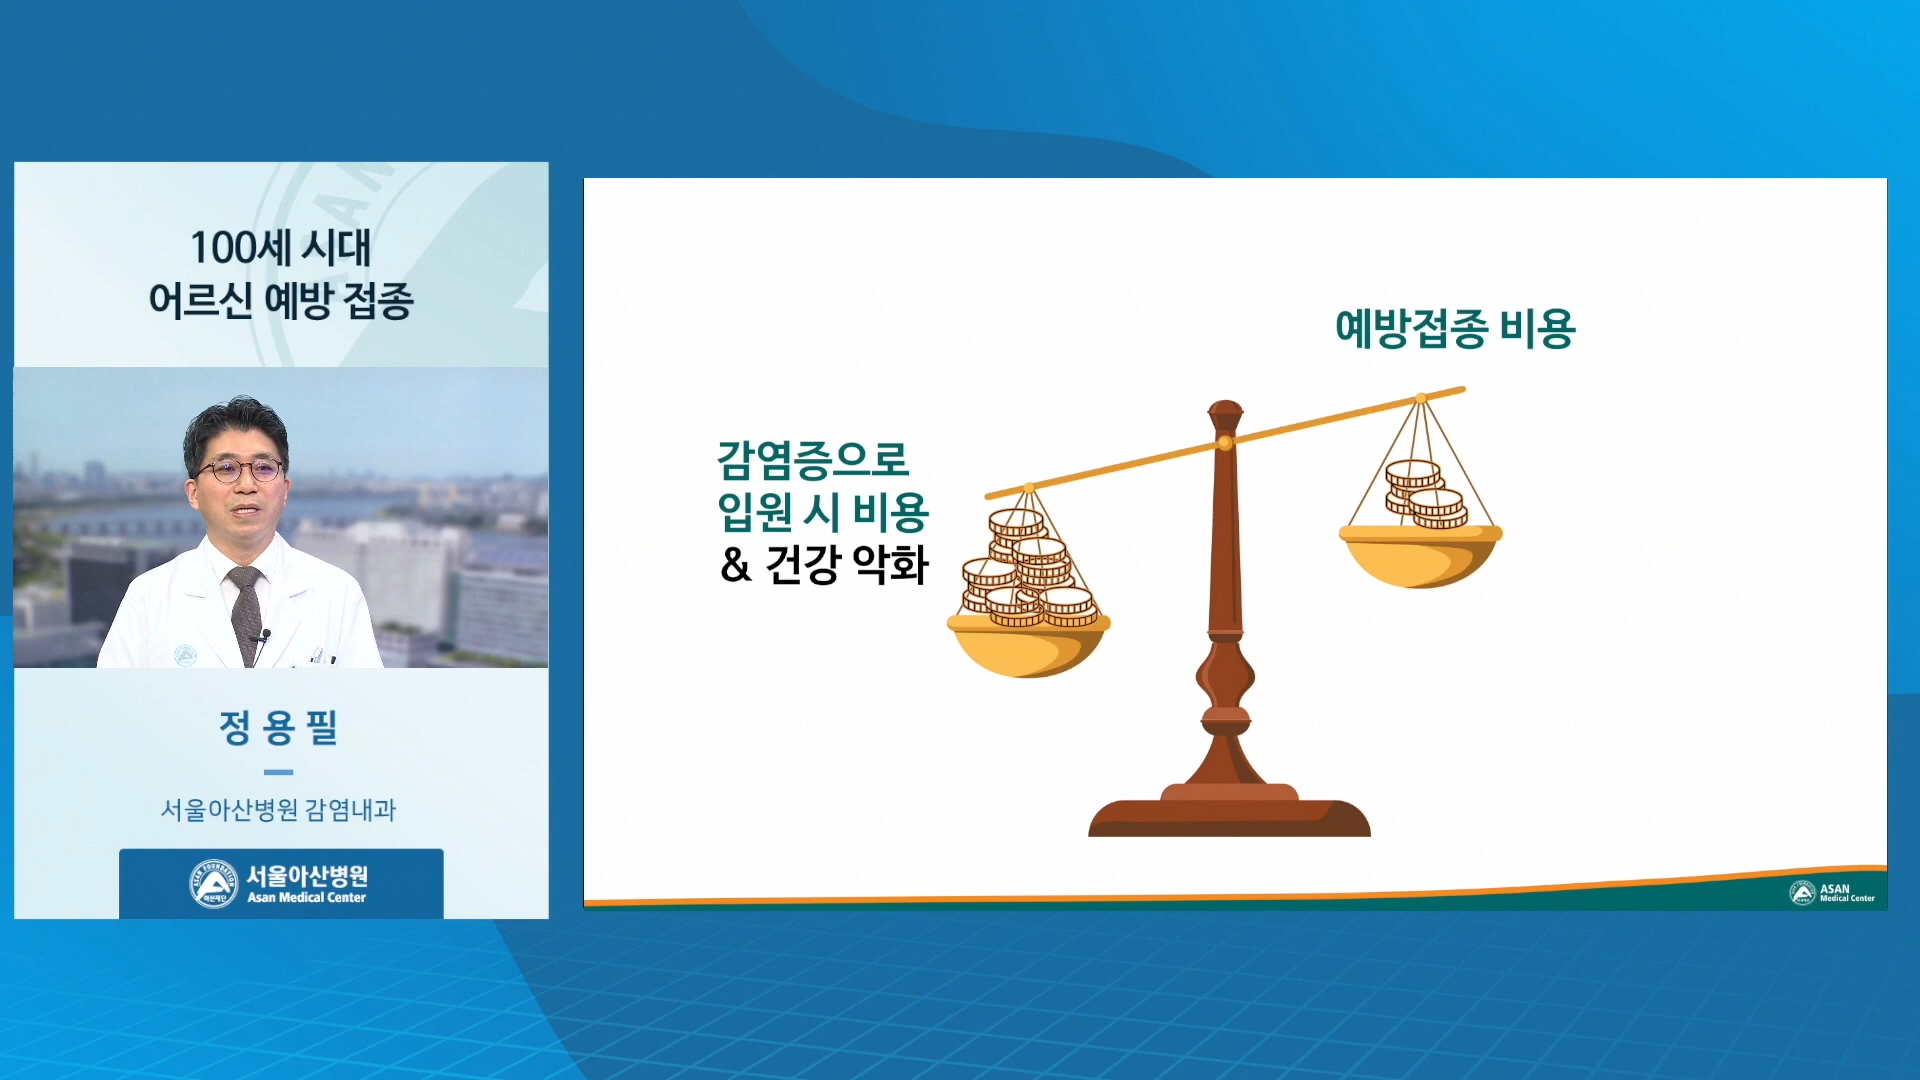 100세 시대
어르신 예방 접종
정용필
서울아산병원 감염내과
서울아산병원
Asan Medical Center
예방접종 비용
감염증으로
입원 시 비용
& 건강 악화
ASAN
Medical Center